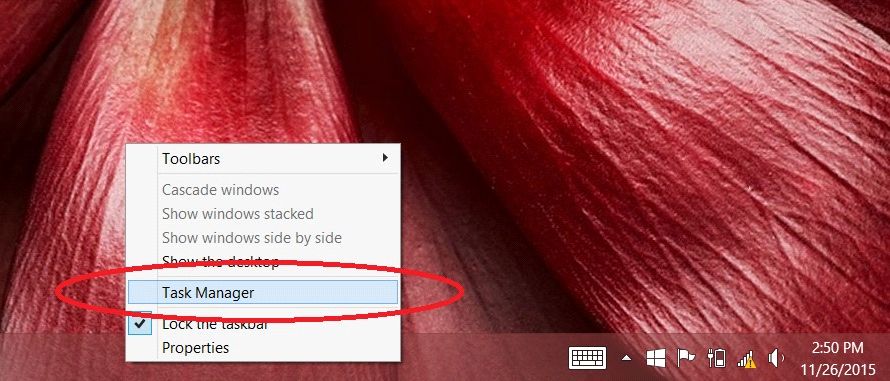 Toolbars
Cascade windows
Show windows stacked
Show windows side by side
Show the desktop
Task Manager
Lock the taskbar
Properties
2:50 PM
11/26/2015